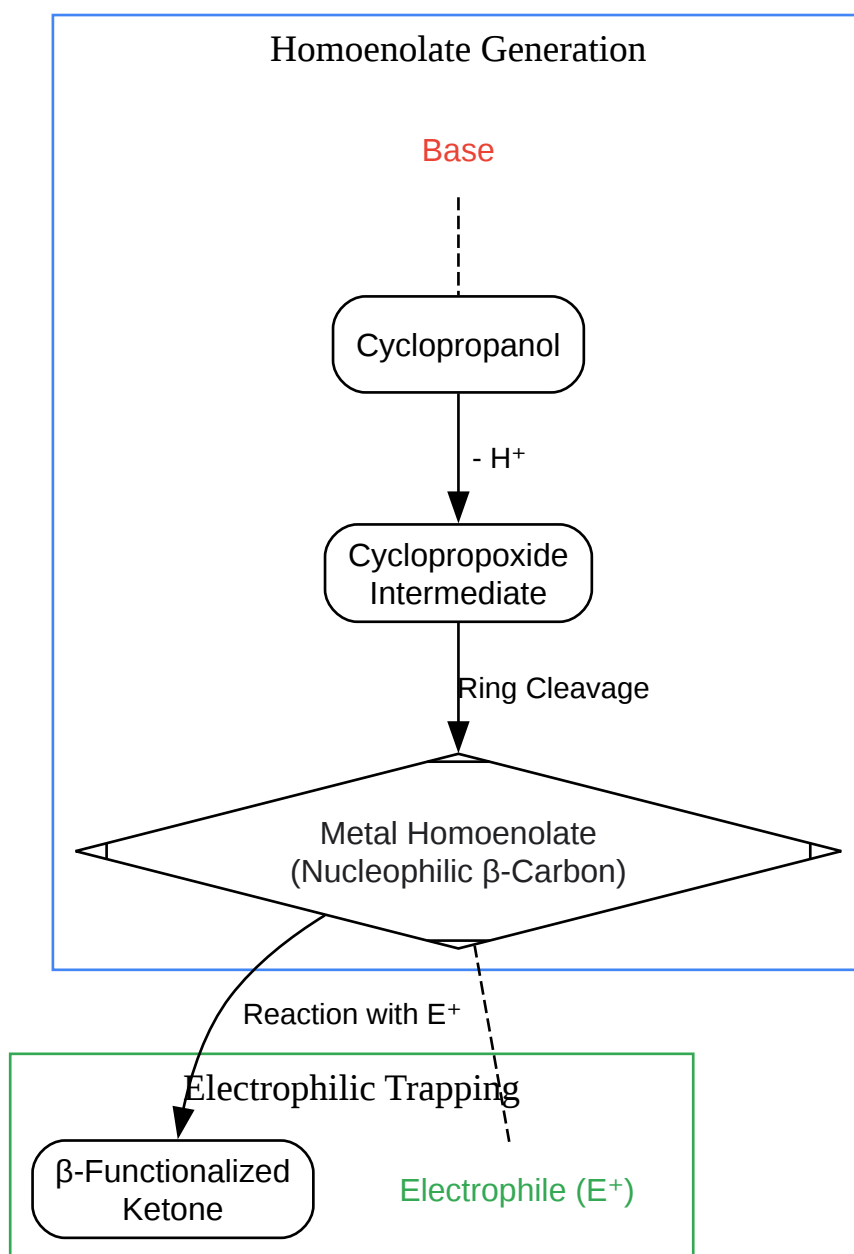 Homoenolate Generation
Base
Cyclopropanol
- H⁺
Cyclopropoxide
Intermediate
Ring Cleavage
Metal Homoenolate
(Nucleophilic β-Carbon)
Reaction with E⁺
Electrophilic Trapping
β-Functionalized
Ketone
Electrophile (E⁺)